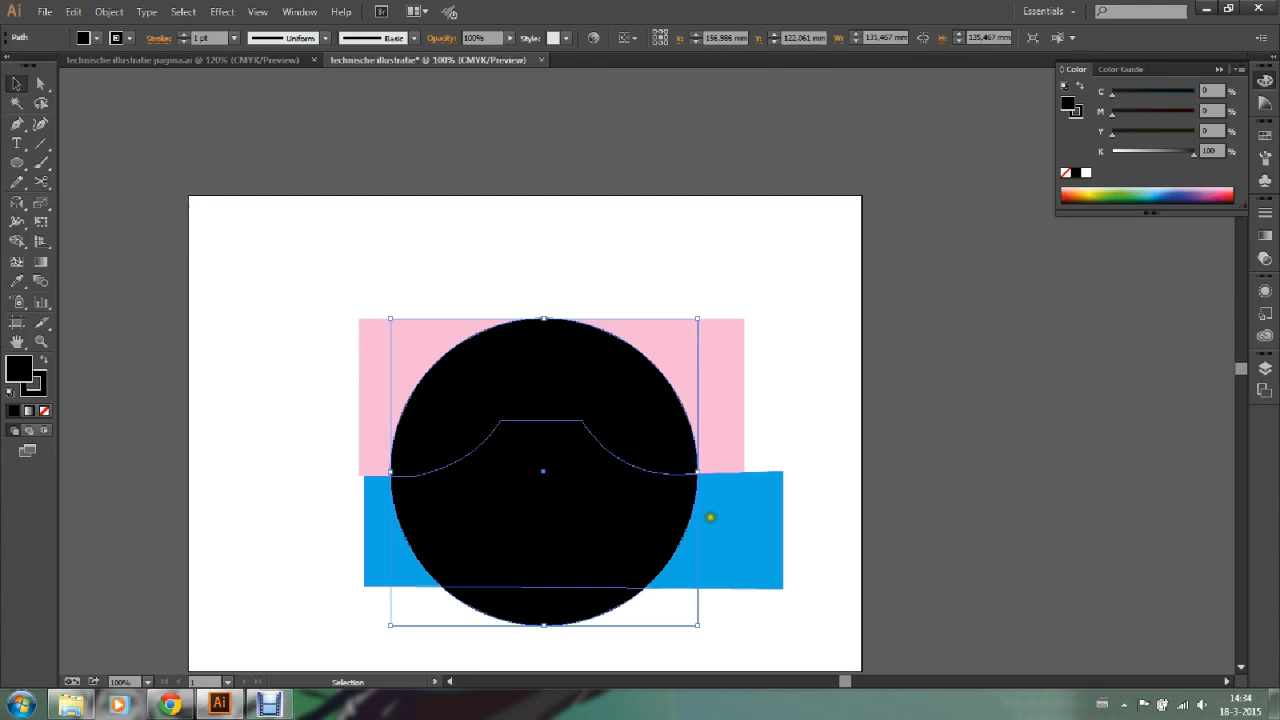 Ai File Edit Object Type Select Effect View Window Help Br Essentials
Path Stroke: 1 pt Uniform Basic Opacity: 100% Style: X: 156,986 mm Y: 122,061 mm W: 135,467 mm H: 135,467 mm
technische illustratie pagina.ai @ 120% (CMYK/Preview) × technische illustratie* @ 100% (CMYK/Preview) ×
Color Color Guide
C 0 %
M 0 %
Y 0 %
K 100 %
100% 1 Selection
Ai 14:34
18-3-2015